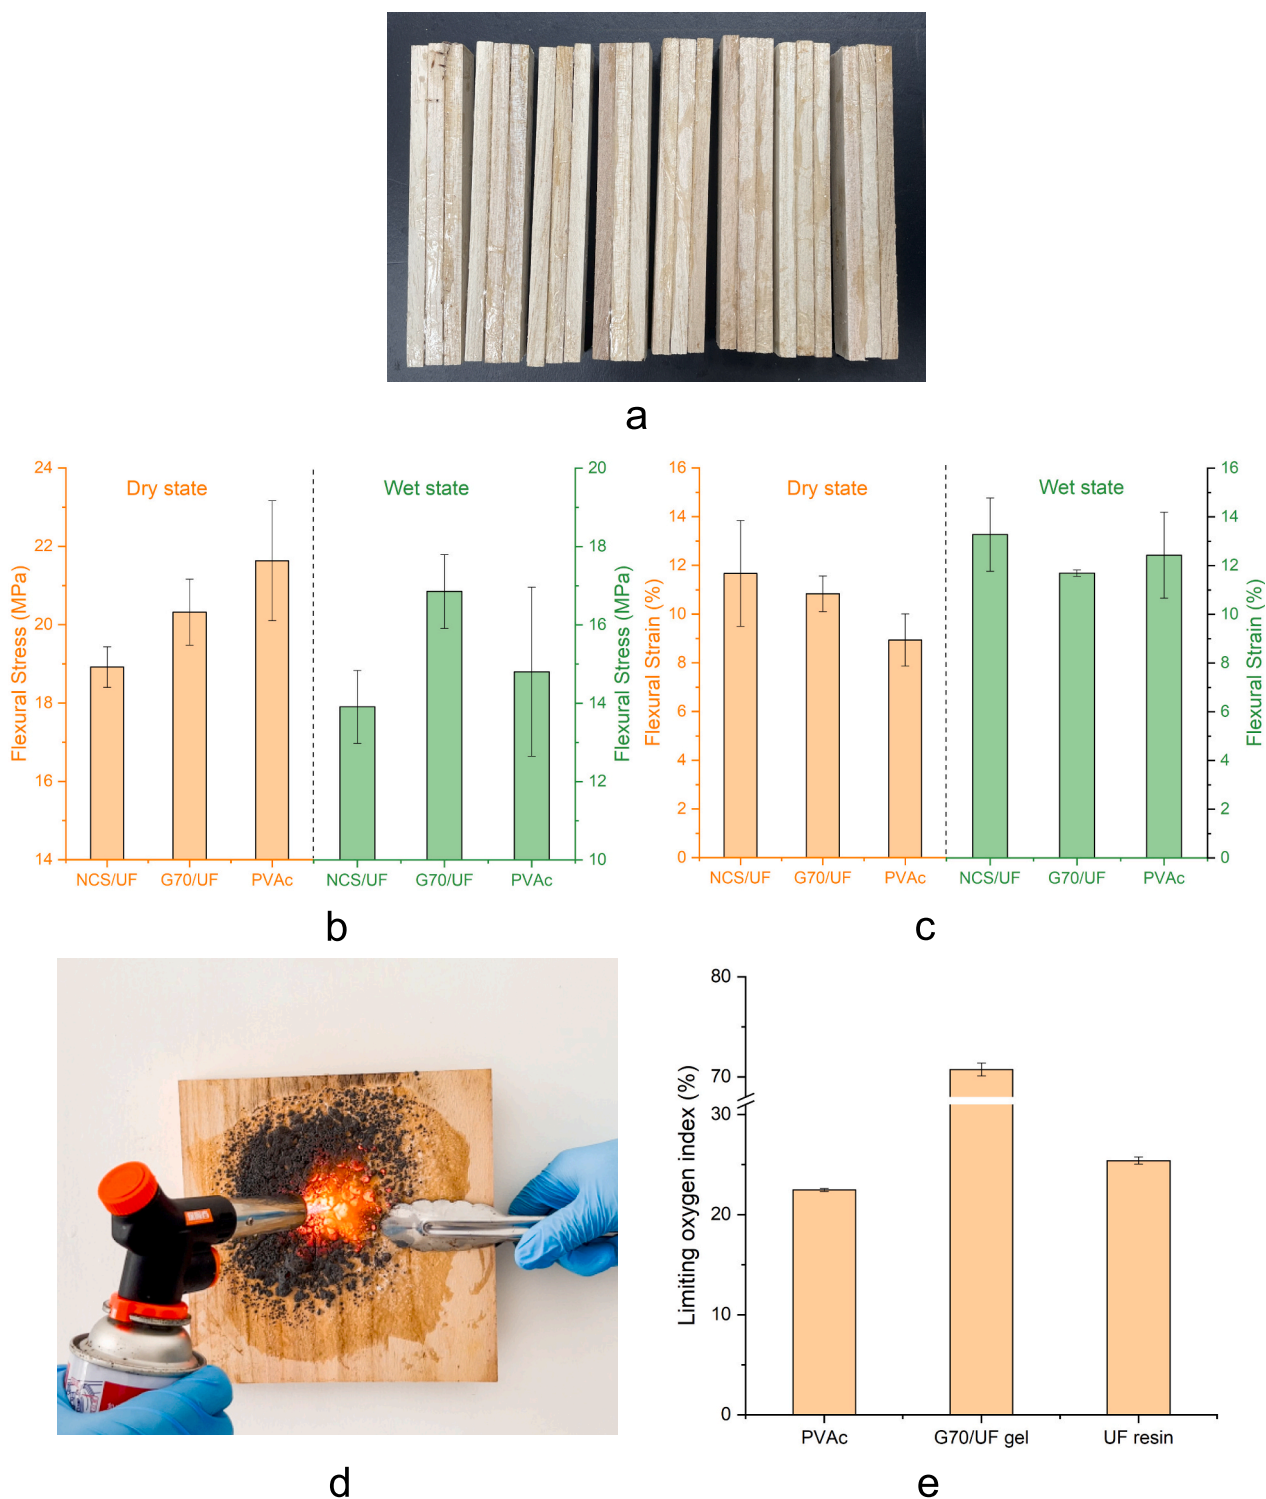 a
24
22
20
18
16
14
Flexural Stress (MPa)
Dry state
Wet state
20
18
16
14
12
10
Flexural Stress (MPa)
NCS/UF G70/UF PVAc NCS/UF G70/UF PVAc
b
16
14
12
10
8
6
4
2
0
Flexural Strain (%)
Dry state
Wet state
16
14
12
10
8
6
4
2
0
Flexural Strain (%)
NCS/UF G70/UF PVAc NCS/UF G70/UF PVAc
c
d
80
70
30
20
10
0
Limiting oxygen index (%)
PVAc G70/UF gel UF resin
e